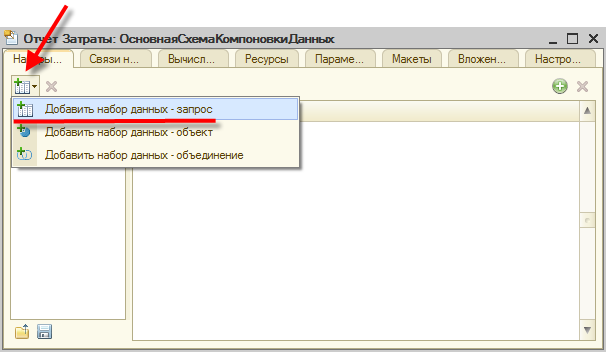 Отчет Затраты: ОсновнаяСхемаКомпоновкиДанных
На вы... Связи н... Вычисл... Ресурсы Параме... Макеты Вложен... Настро...
Добавить набор данных - запрос
Добавить набор данных - объект
Добавить набор данных - объединение